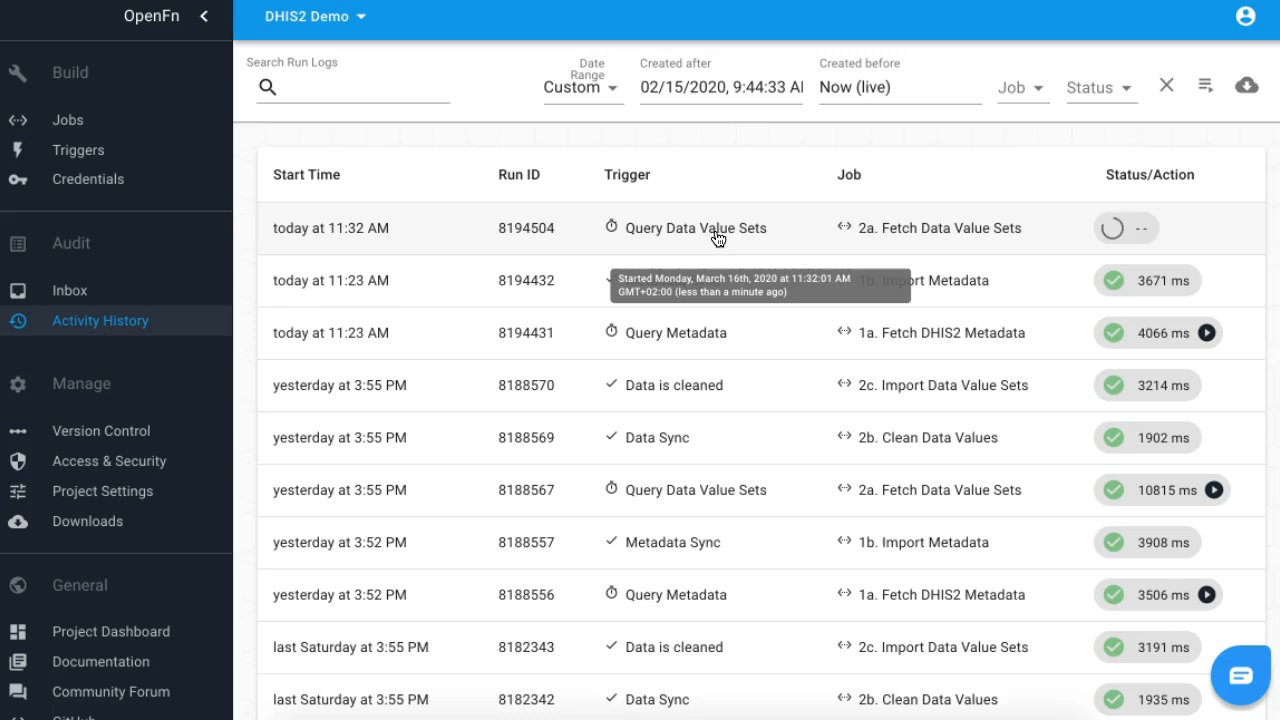 OpenFn
DHIS2 Demo
Build
Jobs
Triggers
Credentials
Audit
Inbox
Activity History
Manage
Version Control
Access & Security
Project Settings
Downloads
General
Project Dashboard
Documentation
Community Forum
GitHub
Search Run Logs
Date
Range
Custom
Created after
02/15/2020, 9:44:33 AM
Created before
Now (live)
Job
Status
Start Time Run ID Trigger Job Status/Action
today at 11:32 AM 8194504 Query Data Value Sets 2a. Fetch Data Value Sets --
Started Monday, March 16th, 2020 at 11:32:01 AM
GMT+02:00 (less than a minute ago)
today at 11:23 AM 8194432 1b. Import Metadata 3671 ms
today at 11:23 AM 8194431 Query Metadata 1a. Fetch DHIS2 Metadata 4066 ms
yesterday at 3:55 PM 8188570 Data is cleaned 2c. Import Data Value Sets 3214 ms
yesterday at 3:55 PM 8188569 Data Sync 2b. Clean Data Values 1902 ms
yesterday at 3:55 PM 8188567 Query Data Value Sets 2a. Fetch Data Value Sets 10815 ms
yesterday at 3:52 PM 8188557 Metadata Sync 1b. Import Metadata 3908 ms
yesterday at 3:52 PM 8188556 Query Metadata 1a. Fetch DHIS2 Metadata 3506 ms
last Saturday at 3:55 PM 8182343 Data is cleaned 2c. Import Data Value Sets 3191 ms
last Saturday at 3:55 PM 8182342 Data Sync 2b. Clean Data Values 1935 ms